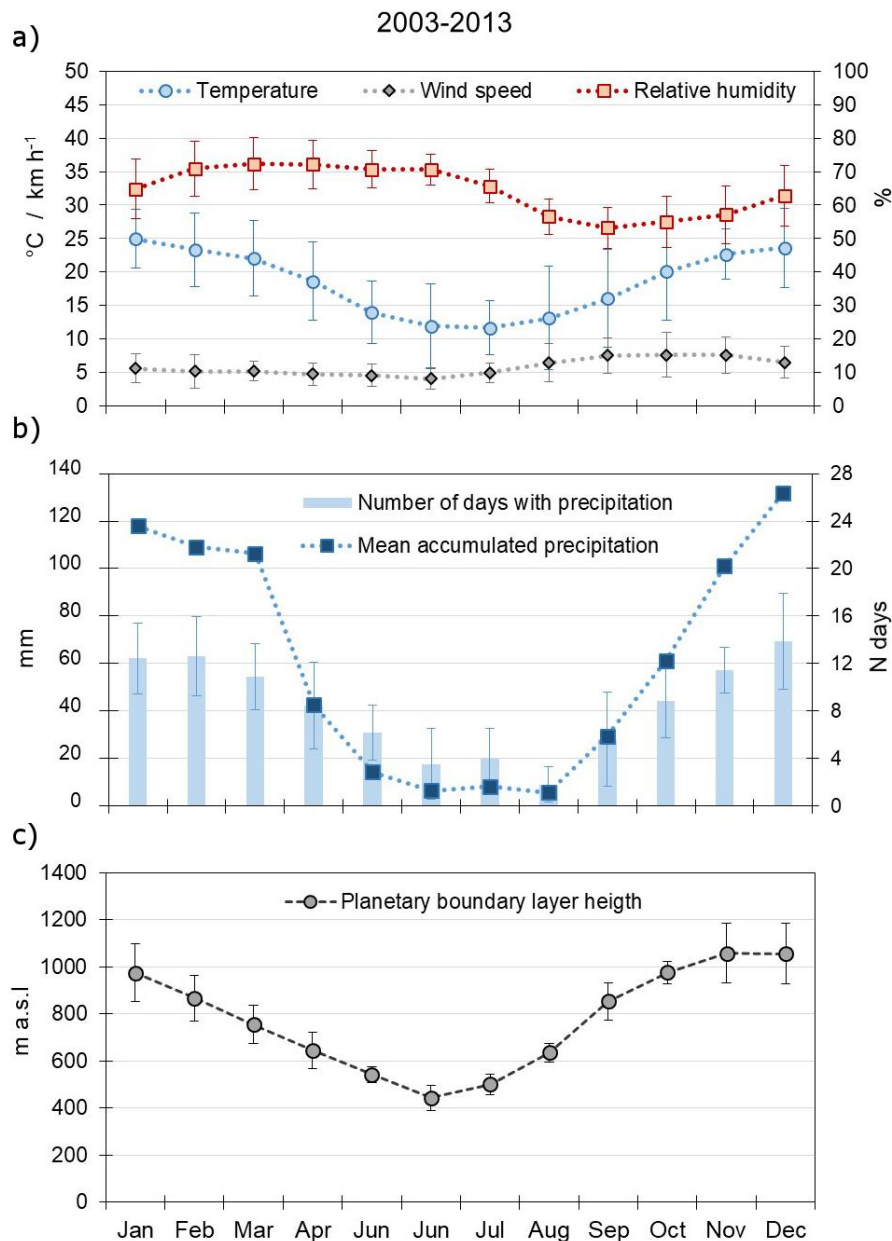 2003-2013
a)
Temperature Wind speed Relative humidity
50 100
45 90
40 80
35 70
30 60
25 50
20 40
15 30
10 20
5 10
0 0
°C / km h⁻¹
%
b)
Number of days with precipitation
Mean accumulated precipitation
140 28
120 24
100 20
80 16
60 12
40 8
20 4
0 0
mm
N days
c)
Planetary boundary layer heigth
1400
1200
1000
800
600
400
200
0
m a.s.l
Jan Feb Mar Apr Jun Jun Jul Aug Sep Oct Nov Dec